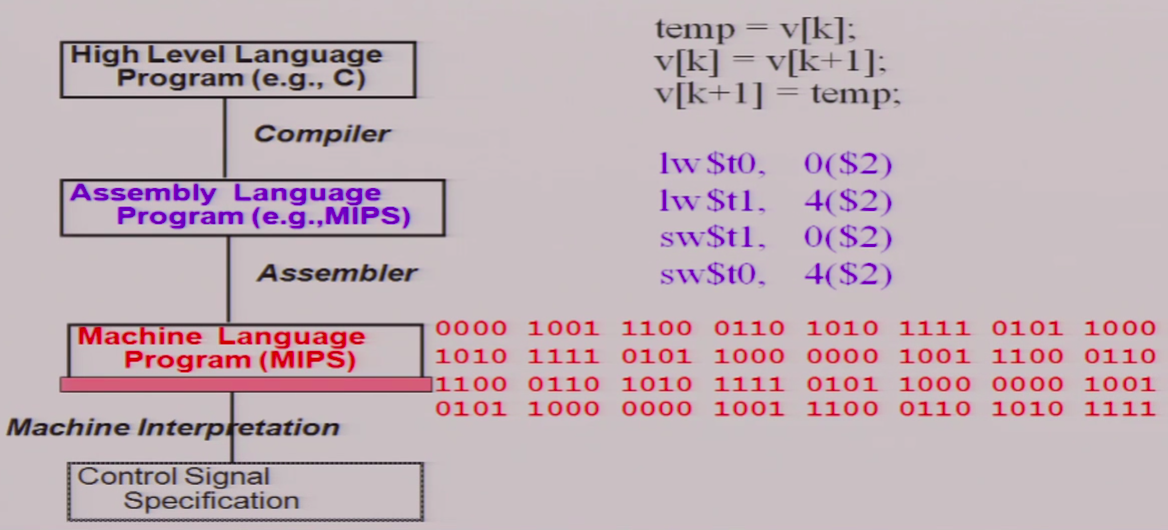 High Level Language
Program (e.g., C)
Compiler
Assembly Language
Program (e.g.,MIPS)
Assembler
Machine Language
Program (MIPS)
Machine Interpretation
Control Signal
Specification
temp = v[k];
v[k] = v[k+1];
v[k+1] = temp;
lw $t0, 0($2)
lw $t1, 4($2)
sw$t1, 0($2)
sw$t0, 4($2)
0000 1001 1100 0110 1010 1111 0101 1000
1010 1111 0101 1000 0000 1001 1100 0110
1100 0110 1010 1111 0101 1000 0000 1001
0101 1000 0000 1001 1100 0110 1010 1111